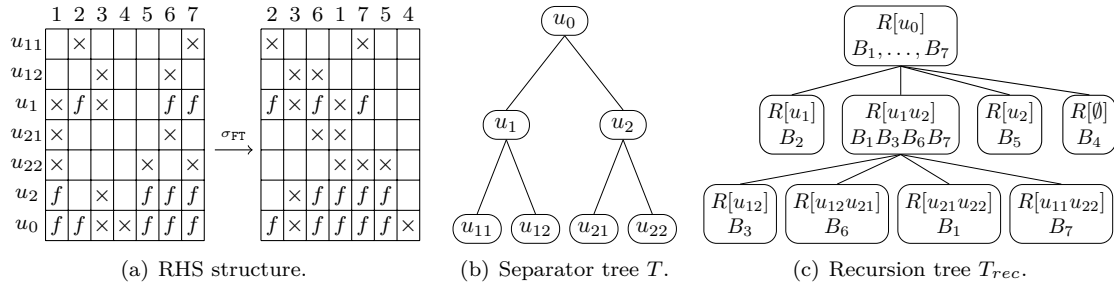 1 2 3 4 5 6 7
2 3 6 1 7 5 4
u₁₁ × × × ×
u₁₂ × × × ×
u₁ × f × f f f × f × f
u₂₁ × × × ×
u₂₂ × × × × × ×
u₂ f × f f f × f f f f
u₀ f f × × f f f f × f f f f ×
σ_FT
(a) RHS structure.
u₀
u₁ u₂
u₁₁ u₁₂ u₂₁ u₂₂
(b) Separator tree T.
R[u₀]
B₁, . . . , B₇
R[u₁] R[u₁u₂] R[u₂] R[∅]
B₂ B₁B₃B₆B₇ B₅ B₄
R[u₁₂] R[u₁₂u₂₁] R[u₂₁u₂₂] R[u₁₁u₂₂]
B₃ B₆ B₁ B₇
(c) Recursion tree T_rec.